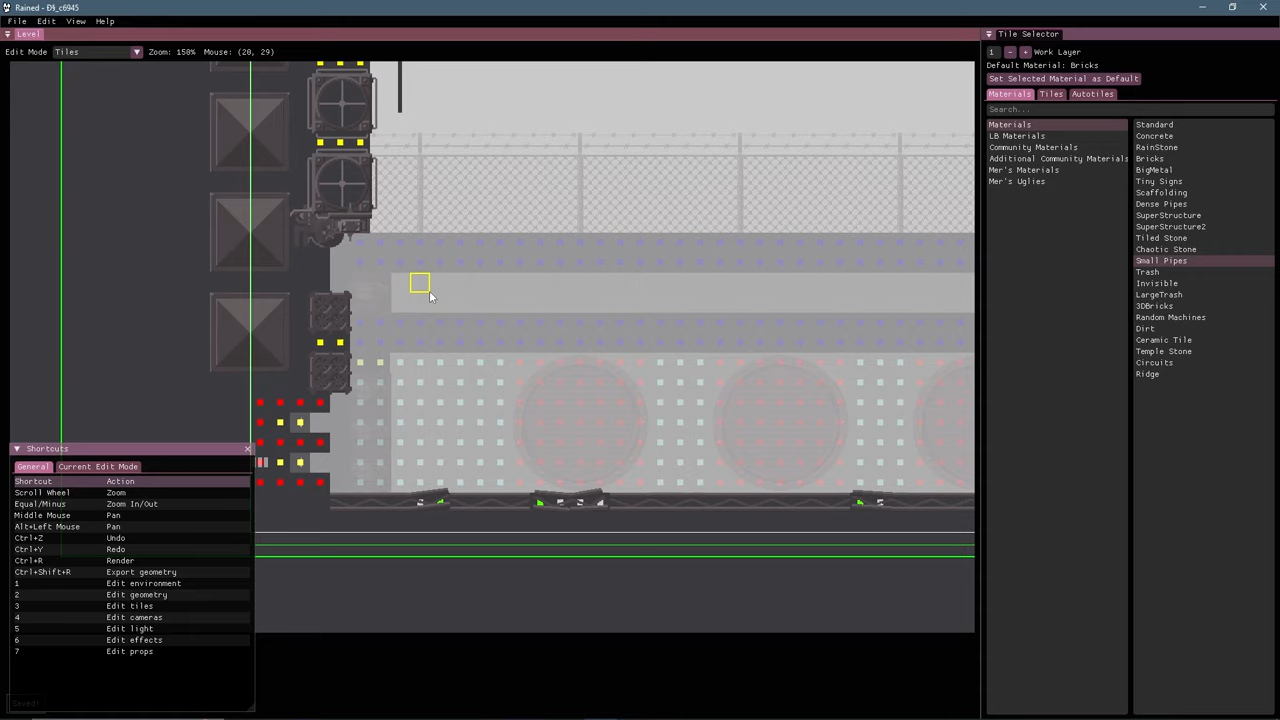 Rained - Đ§_c6945
File Edit View Help
Level
Edit Mode Tiles Zoom: 150% Mouse: (20, 29)
Tile Selector
1 - + Work Layer
Default Material: Bricks
Set Selected Material as Default
Materials Tiles Autotiles
Search...
Materials
LB Materials
Community Materials
Additional Community Materials
Mer's Materials
Mer's Uglies
Standard
Concrete
RainStone
Bricks
BigMetal
Tiny Signs
Scaffolding
Dense Pipes
SuperStructure
SuperStructure2
Tiled Stone
Chaotic Stone
Small Pipes
Trash
Invisible
LargeTrash
3DBricks
Random Machines
Dirt
Ceramic Tile
Temple Stone
Circuits
Ridge
Shortcuts
General Current Edit Mode
Shortcut Action
Scroll Wheel Zoom
Equal/Minus Zoom In/Out
Middle Mouse Pan
Alt+Left Mouse Pan
Ctrl+Z Undo
Ctrl+Y Redo
Ctrl+R Render
Ctrl+Shift+R Export geometry
1 Edit environment
2 Edit geometry
3 Edit tiles
4 Edit cameras
5 Edit light
6 Edit effects
7 Edit props
Saved!